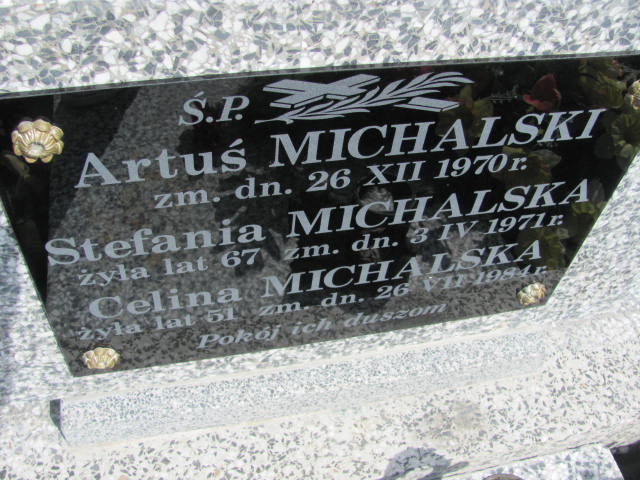 Ś.P.
Artuś MICHALSKI
zm. dn. 26 XII 1970 r.
Stefania MICHALSKA
żyła lat 67 zm. dn. 3 IV 1971 r.
Celina MICHALSKA
żyła lat 51 zm. dn. 26 VII 1984 r.
Pokój ich duszom